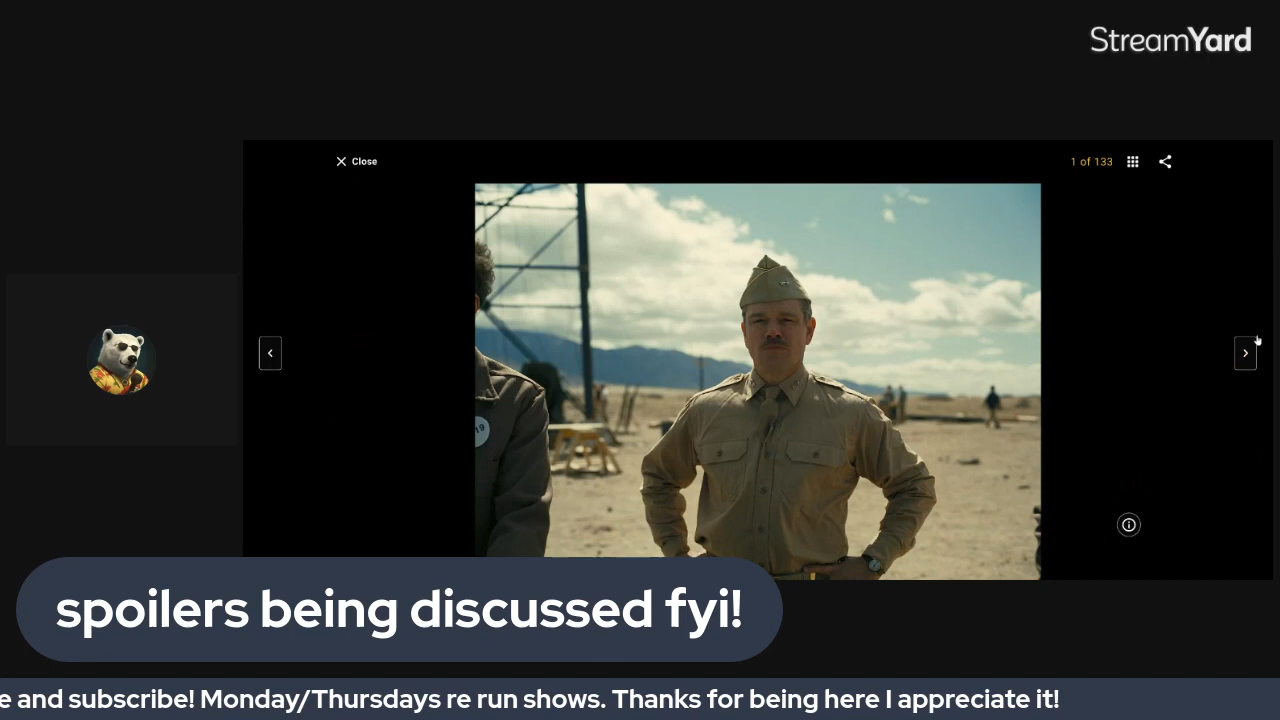 StreamYard
Close
1 of 133
19
spoilers being discussed fyi!
e and subscribe! Monday/Thursdays re run shows. Thanks for being here I appreciate it!